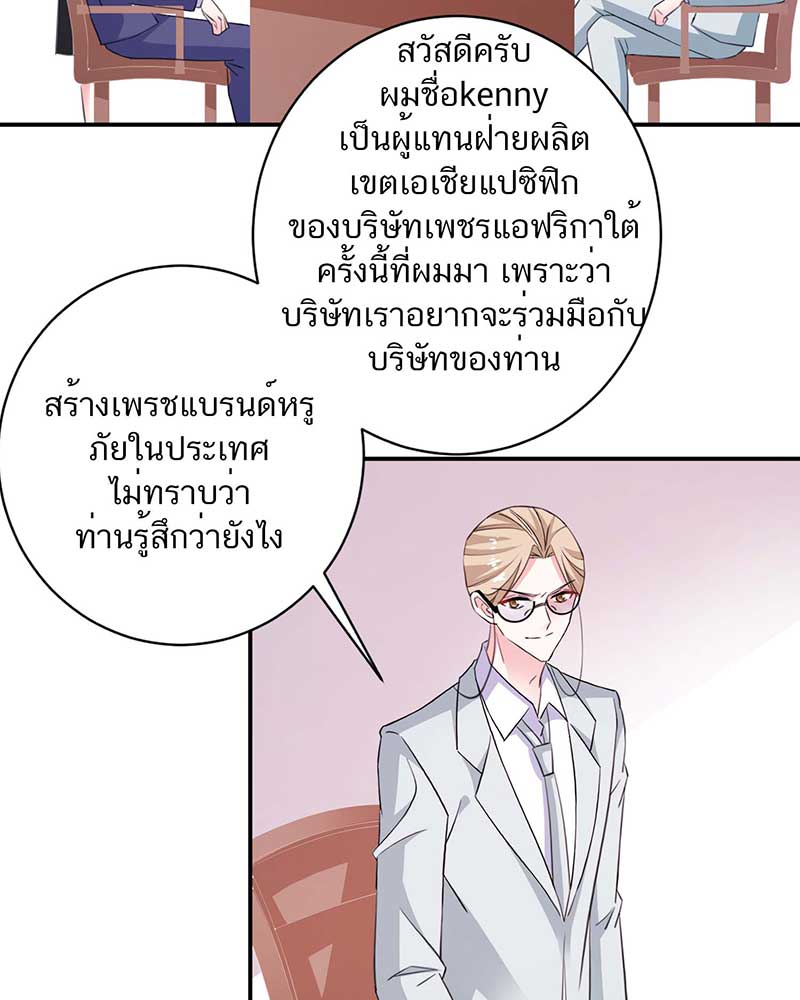 สวัสดีครับ
ผมชื่อkenny
เป็นผู้แทนฝ่ายผลิต
เขตเอเชียแปซิฟิก
ของบริษัทเพชรแอฟริกาใต้
ครั้งนี้ที่ผมมา เพราะว่า
บริษัทเราอยากจะร่วมมือกับ
บริษัทของท่าน
สร้างเพรชแบรนด์หรู
ภัยในประเทศ
ไม่ทราบว่า
ท่านรู้สึกว่ายังไง